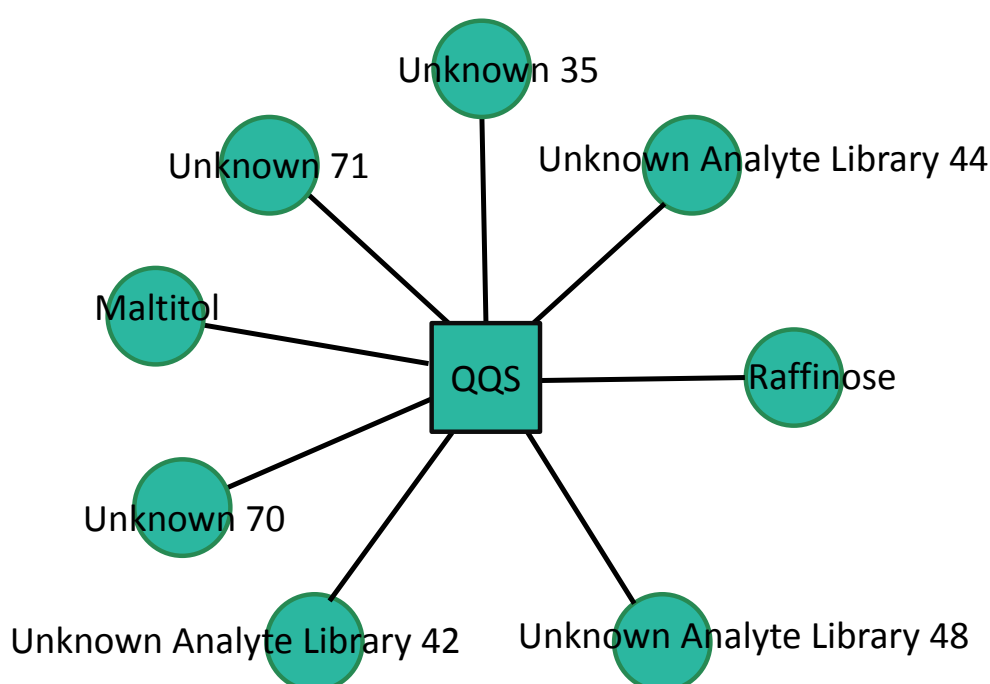 Unknown 35
Unknown Analyte Library 44
Unknown 71
Maltitol
QQS
Raffinose
Unknown 70
Unknown Analyte Library 42
Unknown Analyte Library 48